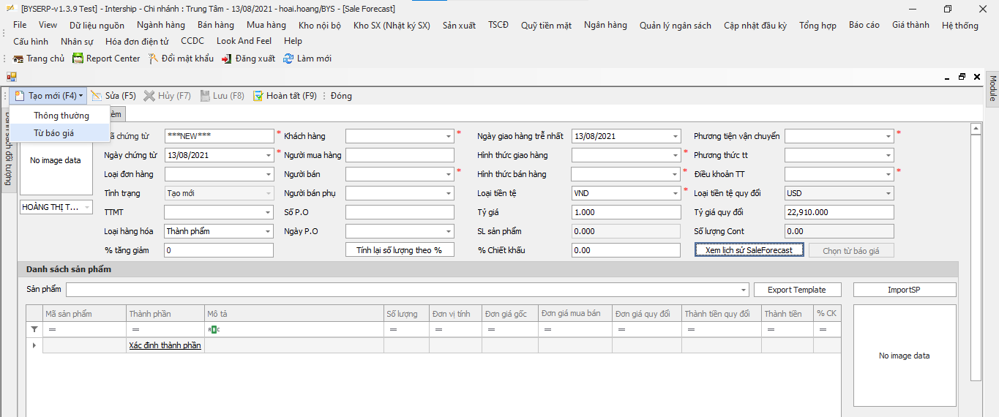 [BYSERP-v1.3.9 Test] - Intership - Chi nhánh : Trung Tâm - 13/08/2021 - hoai.hoang/BYS - [Sale Forecast]
File View Dữ liệu nguồn Ngành hàng Bán hàng Mua hàng Kho nội bộ Kho SX (Nhật ký SX) Sản xuất TSCĐ Quỹ tiền mặt Ngân hàng Quản lý ngân sách Cập nhật đầu kỳ Tổng hợp Báo cáo Giá thành Hệ thống
Cấu hình Nhân sự Hóa đơn điện tử CCDC Look And Feel Help
Trang chủ Report Center Đổi mật khẩu Đăng xuất Làm mới
Module
Tạo mới (F4) Sửa (F5) Hủy (F7) Lưu (F8) Hoàn tất (F9) Đóng
Thông thường
Từ báo giá
***NEW*** * Khách hàng * Ngày giao hàng trễ nhất 13/08/2021 Phương tiện vận chuyển *
No image data Ngày chứng từ 13/08/2021 * Người mua hàng Hình thức giao hàng * Phương thức tt
Loại đơn hàng Người bán * Hình thức bán hàng * Điều khoản TT *
Tình trạng Tạo mới Người bán phụ Loại tiền tệ VND * Loại tiền tệ quy đổi USD
HOÀNG THỊ T... TTMT Số P.O Tỷ giá 1.000 Tỷ giá quy đổi 22,910.000
Loại hàng hóa Thành phẩm Ngày P.O SL sản phẩm 0.000 Số lượng Cont 0.00
% tăng giảm 0 Tính lại số lượng theo % % Chiết khấu 0.00 Xem lịch sử SaleForecast Chọn từ báo giá
Danh sách sản phẩm
Sản phẩm Export Template ImportSP
Mã sản phẩm Thành phần Mô tả Số lượng Đơn vị tính Đơn giá gốc Đơn giá mua bán Đơn giá quy đổi Thành tiền quy đổi Thành tiền % CK
= = ABC = = = = = = = =
Xác định thành phần
No image data